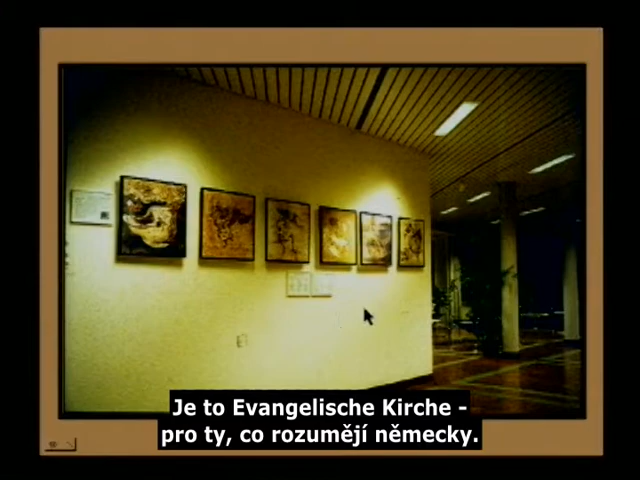 Je to Evangelische Kirche -
pro ty, co rozumějí německy.